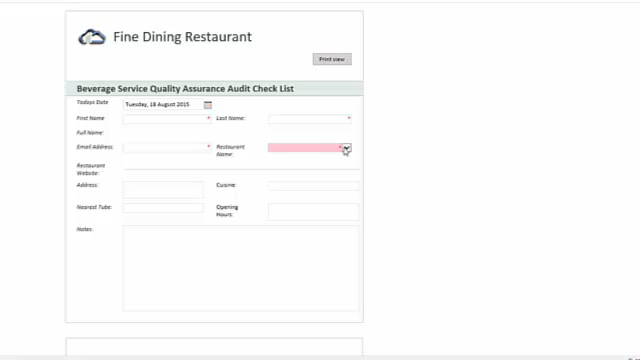 Fine Dining Restaurant
Print view
Beverage Service Quality Assurance Audit Check List
Todays Date
Tuesday, 18 August 2015
First Name * Last Name: *
Full Name:
Email Address: * Restaurant Name: *
Restaurant Website:
Address: Cuisine:
Nearest Tube: Opening Hours:
Notes: